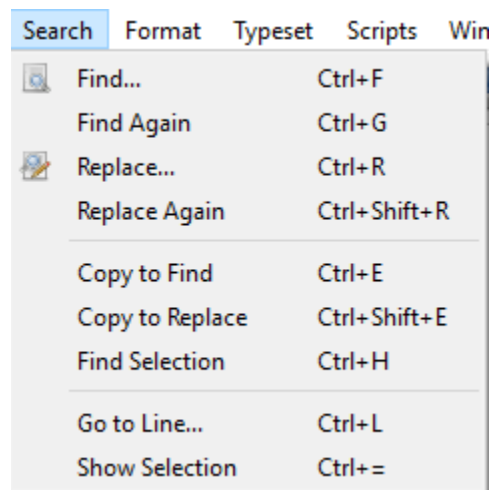 Search Format Typeset Scripts
Find... Ctrl+F
Find Again Ctrl+G
Replace... Ctrl+R
Replace Again Ctrl+Shift+R
Copy to Find Ctrl+E
Copy to Replace Ctrl+Shift+E
Find Selection Ctrl+H
Go to Line... Ctrl+L
Show Selection Ctrl+=